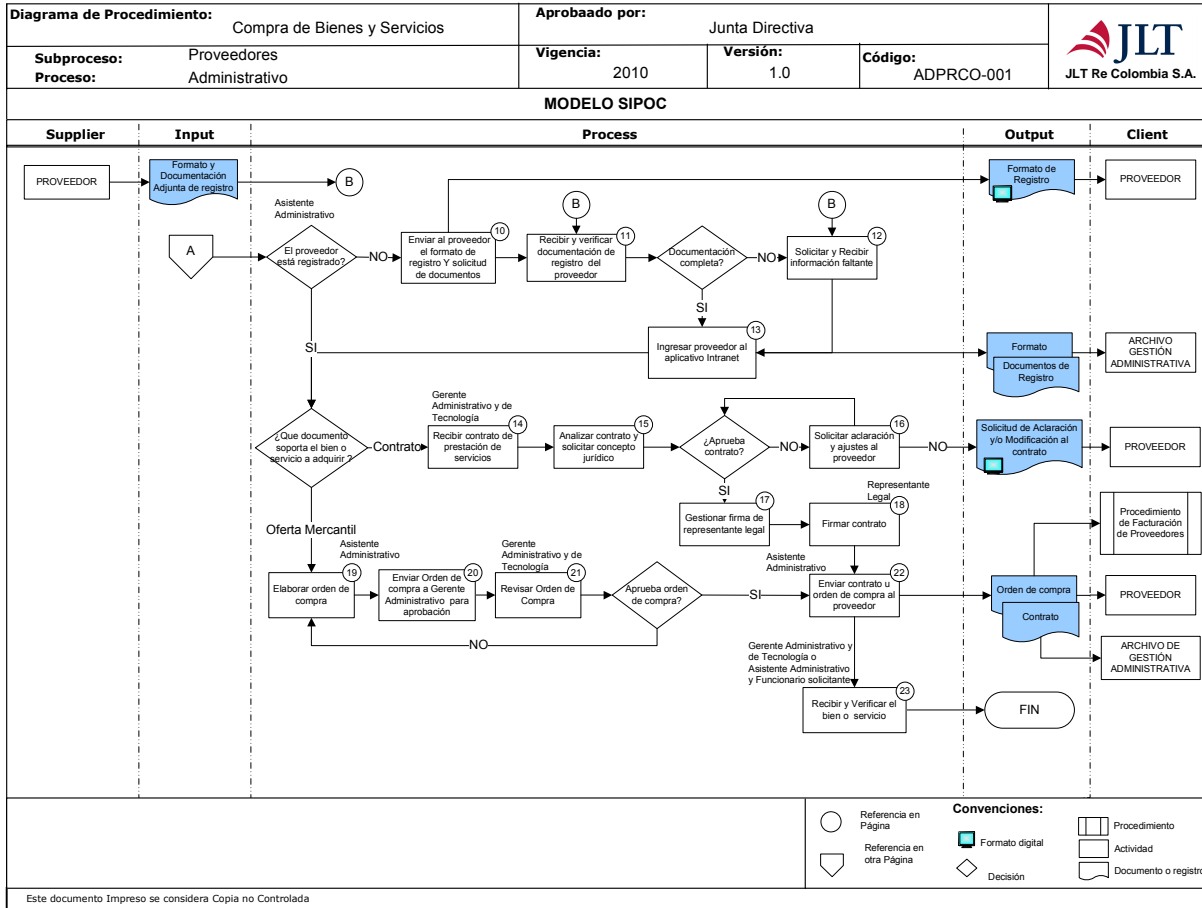 Diagrama de Procedimiento:
Compra de Bienes y Servicios
Aprobaado por:
Junta Directiva
Subproceso:
Proveedores
Proceso:
Administrativo
Vigencia:
2010
Versión:
1.0
Código:
ADPRCO-001
JLT
JLT Re Colombia S.A.
MODELO SIPOC
Supplier
Input
Process
Output
Client
PROVEEDOR
Formato y
Documentación
Adjunta de registro
B
Formato de
Registro
PROVEEDOR
Asistente
Administrativo
A
El proveedor
está registrado?
NO
10
Enviar al proveedor
el formato de
registro Y solicitud
de documentos
B
11
Recibir y verificar
documentación de
registro del
proveedor
Documentación
completa?
NO
B
12
Solicitar y Recibir
información faltante
SI
SI
13
Ingresar proveedor al
aplicativo Intranet
Formato
Documentos de
Registro
ARCHIVO
GESTIÓN
ADMINISTRATIVA
¿Que documento
soporta el bien o
servicio a adquirir ?
Contrato
Gerente
Administrativo y de
Tecnología
14
Recibir contrato de
prestación de
servicios
15
Analizar contrato y
solicitar concepto
jurídico
¿Aprueba
contrato?
NO
16
Solicitar aclaración
y ajustes al
proveedor
NO
Solicitud de Aclaración
y/o Modificación al
contrato
PROVEEDOR
SI
17
Gestionar firma de
representante legal
Representante
Legal
18
Firmar contrato
Procedimiento
de Facturación
de Proveedores
Oferta Mercantil
Asistente
Administrativo
19
Elaborar orden de
compra
20
Enviar Orden de
compra a Gerente
Administrativo para
aprobación
Gerente
Administrativo y de
Tecnología
21
Revisar Orden de
Compra
Aprueba orden
de compra?
SI
NO
Asistente
Administrativo
22
Enviar contrato u
orden de compra al
proveedor
Orden de compra
Contrato
PROVEEDOR
ARCHIVO DE
GESTIÓN
ADMINISTRATIVA
Gerente Administrativo y
de Tecnología o
Asistente Administrativo
y Funcionario solicitante
23
Recibir y Verificar el
bien o servicio
FIN
Convenciones:
Referencia en
Página
Referencia en
otra Página
Formato digital
Decisión
Procedimiento
Actividad
Documento o registro
Este documento Impreso se considera Copia no Controlada